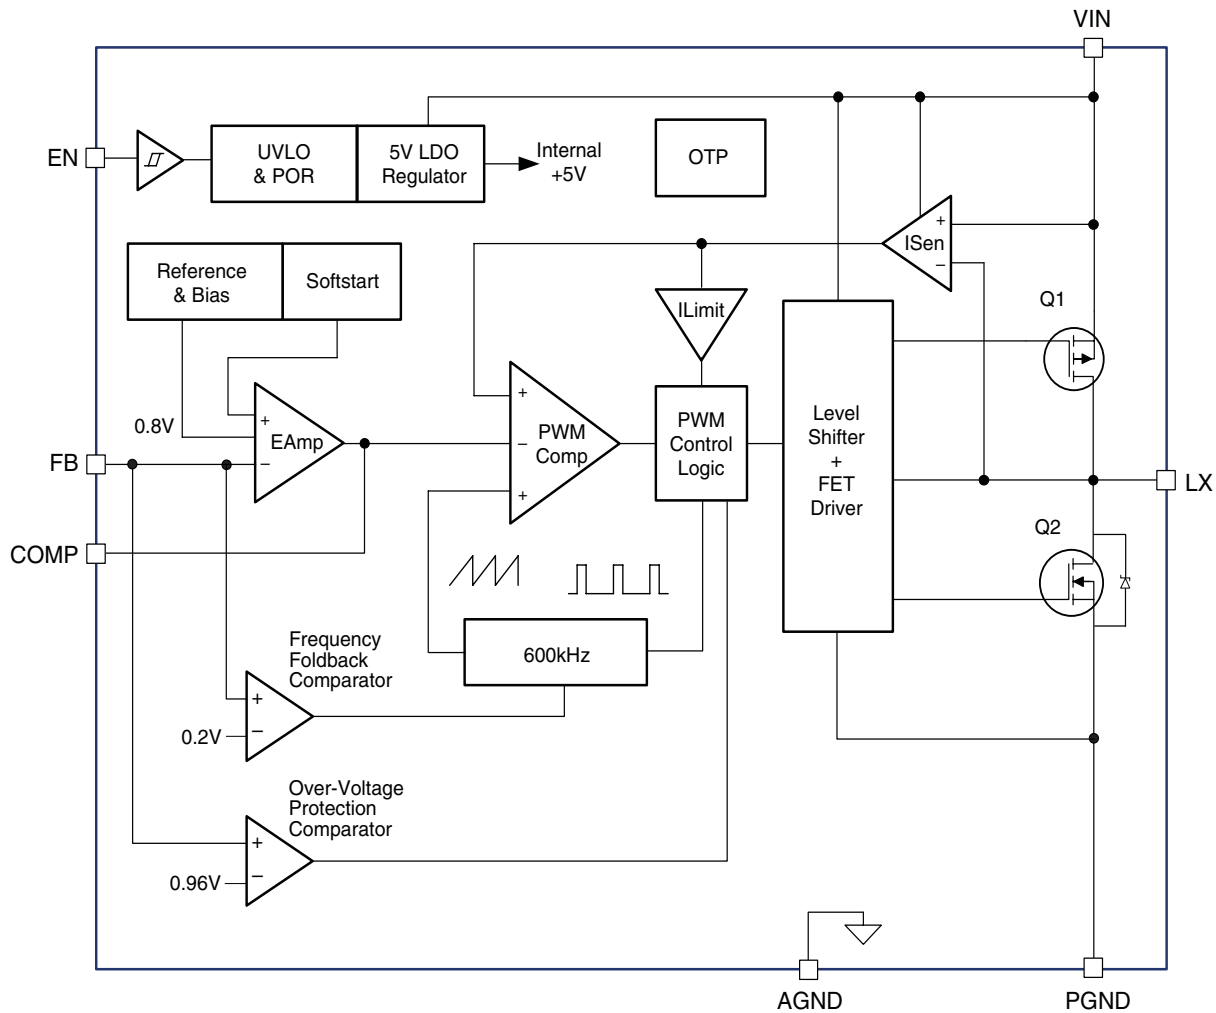 VIN
EN
UVLO
& POR
5V LDO
Regulator
Internal
+5V
OTP
+
ISen
−
Reference
& Bias
Softstart
ILimit
Q1
0.8V
+
EAmp
−
FB
COMP
+
−
PWM
Comp
+
PWM
Control
Logic
Level
Shifter
+
FET
Driver
LX
Q2
600kHz
Frequency
Foldback
Comparator
+
−
0.2V
Over-Voltage
Protection
Comparator
+
−
0.96V
AGND
PGND